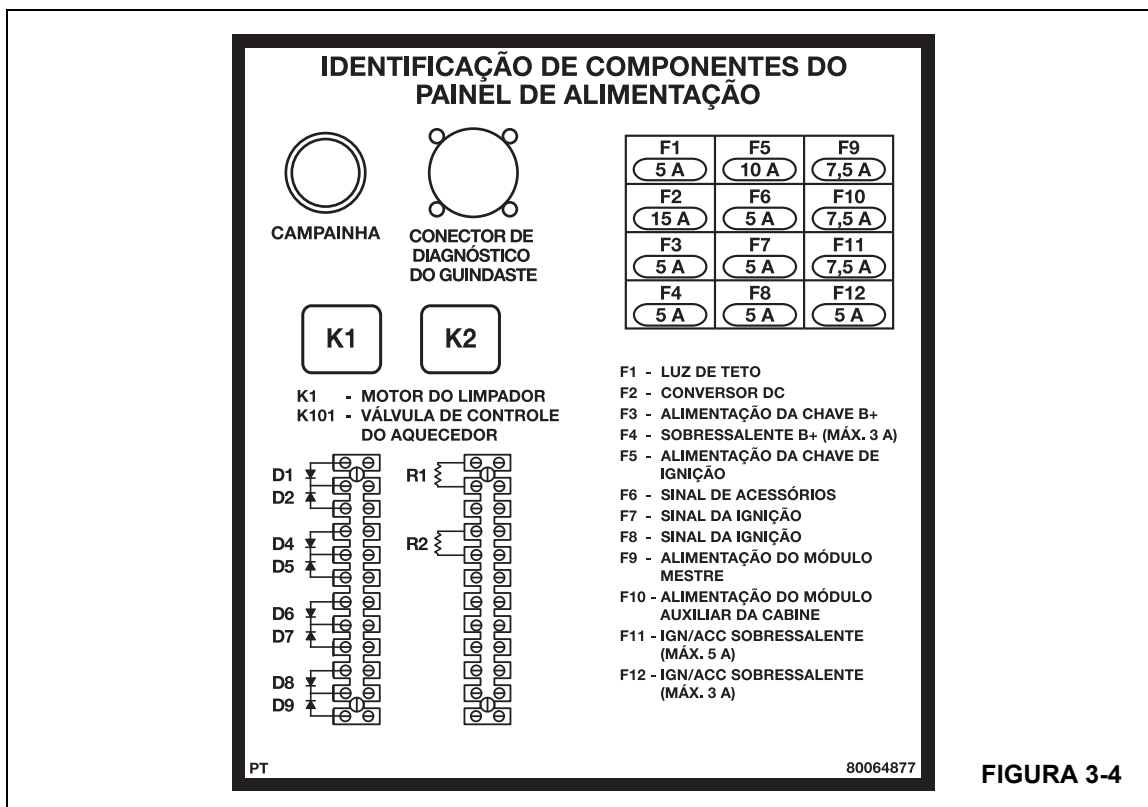 IDENTIFICAÇÃO DE COMPONENTES DO
PAINEL DE ALIMENTAÇÃO
CAMPAINHA
CONECTOR DE
DIAGNÓSTICO
DO GUINDASTE
F1 F5 F9
5 A 10 A 7,5 A
F2 F6 F10
15 A 5 A 7,5 A
F3 F7 F11
5 A 5 A 7,5 A
F4 F8 F12
5 A 5 A 5 A
K1 K2
K1 - MOTOR DO LIMPADOR
K101 - VÁLVULA DE CONTROLE
DO AQUECEDOR
D1
D2
D4
D5
D6
D7
D8
D9
R1
R2
F1 - LUZ DE TETO
F2 - CONVERSOR DC
F3 - ALIMENTAÇÃO DA CHAVE B+
F4 - SOBRESSALENTE B+ (MÁX. 3 A)
F5 - ALIMENTAÇÃO DA CHAVE DE
IGNIÇÃO
F6 - SINAL DE ACESSÓRIOS
F7 - SINAL DA IGNIÇÃO
F8 - SINAL DA IGNIÇÃO
F9 - ALIMENTAÇÃO DO MÓDULO
MESTRE
F10 - ALIMENTAÇÃO DO MÓDULO
AUXILIAR DA CABINE
F11 - IGN/ACC SOBRESSALENTE
(MÁX. 5 A)
F12 - IGN/ACC SOBRESSALENTE
(MÁX. 3 A)
PT
80064877
FIGURA 3-4